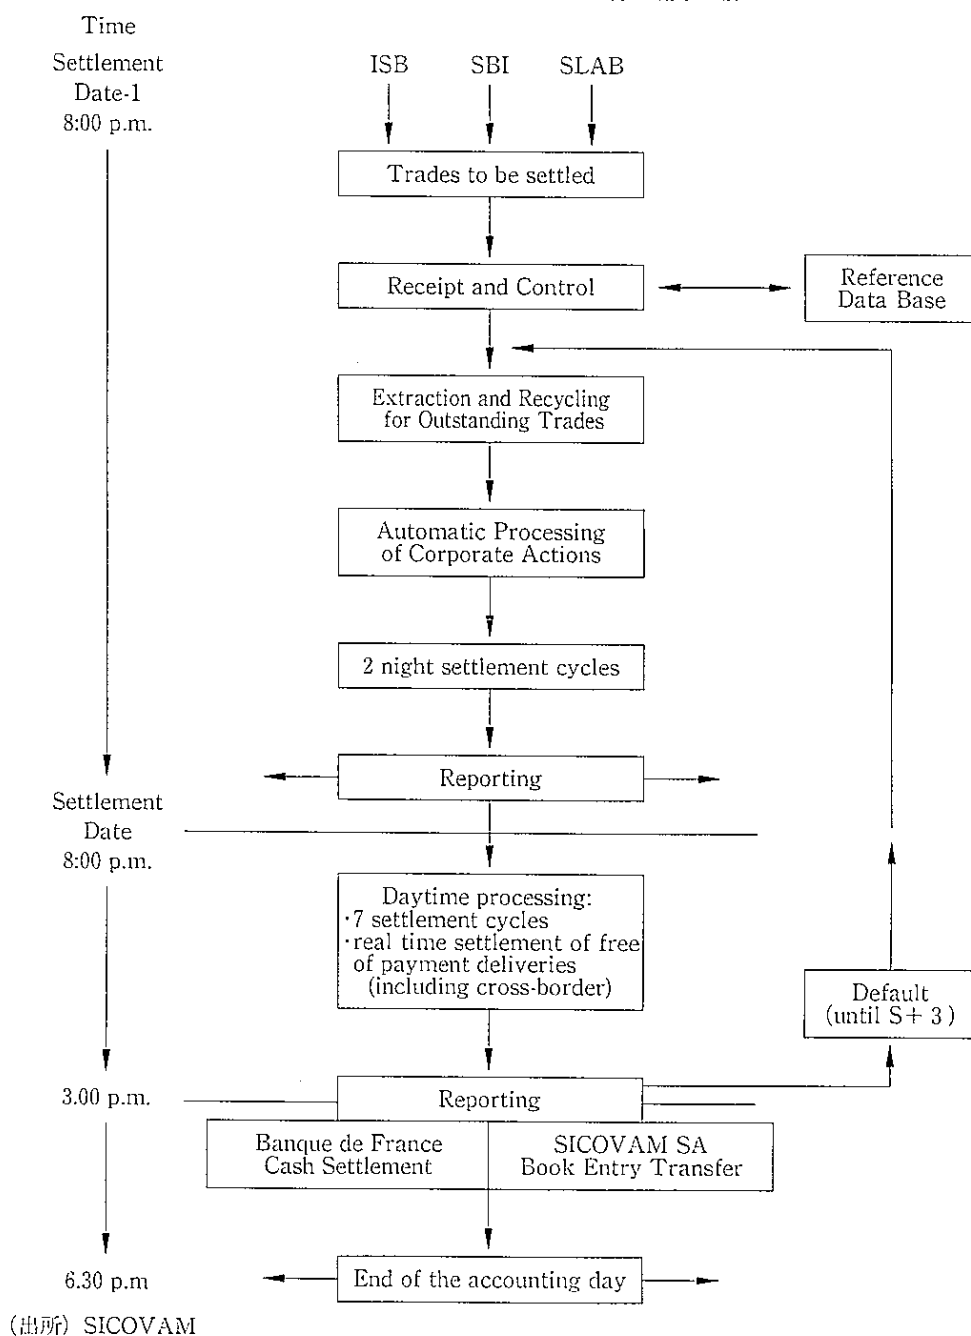 Time
Settlement
Date-1
8:00 p.m.
ISB SBI SLAB
Trades to be settled
Receipt and Control
Reference
Data Base
Extraction and Recycling
for Outstanding Trades
Automatic Processing
of Corporate Actions
2 night settlement cycles
Reporting
Settlement
Date
8:00 p.m.
Daytime processing:
·7 settlement cycles
·real time settlement of free
of payment deliveries
(including cross-border)
Default
(until S+3)
3.00 p.m.
Reporting
Banque de France
Cash Settlement
SICOVAM SA
Book Entry Transfer
6.30 p.m
End of the accounting day
(出所) SICOVAM